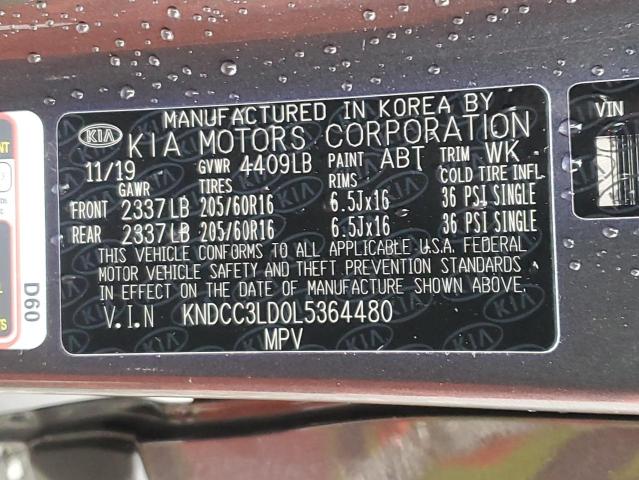 MANUFACTURED IN KOREA BY
KIA KIA MOTORS CORPORATION
11/19 GVWR 4409LB PAINT ABT TRIM WK
GAWR TIRES RIMS COLD TIRE INFL.
FRONT 2337LB 205/60R16 6.5Jx16 36 PSI SINGLE
REAR 2337LB 205/60R16 6.5Jx16 36 PSI SINGLE
THIS VEHICLE CONFORMS TO ALL APPLICABLE U.S.A. FEDERAL
MOTOR VEHICLE SAFETY AND THEFT PREVENTION STANDARDS
IN EFFECT ON THE DATE OF MANUFACTURE SHOWN ABOVE.
V.I.N KNDCC3LD0L5364480
MPV
D60
VIN